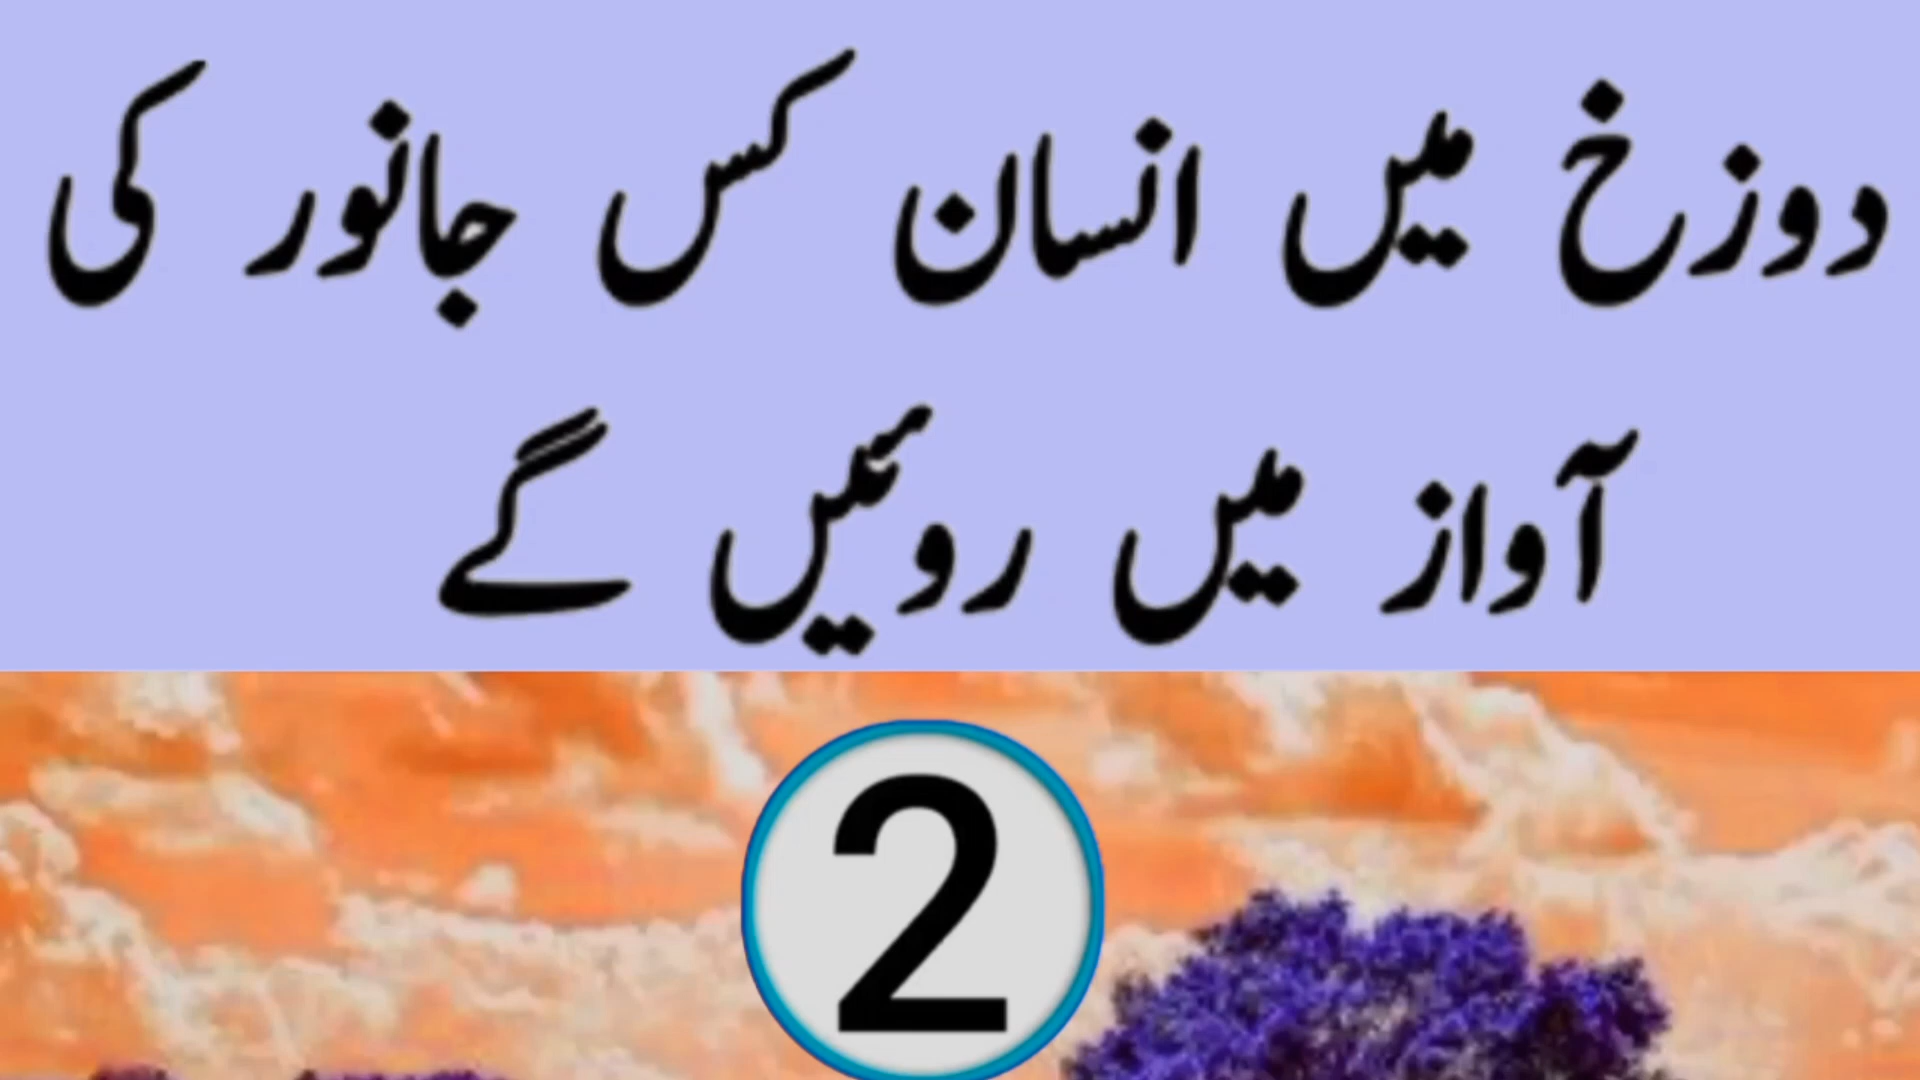 دوزخ میں انسان کس جانور کی
آواز میں روئیں گے
2